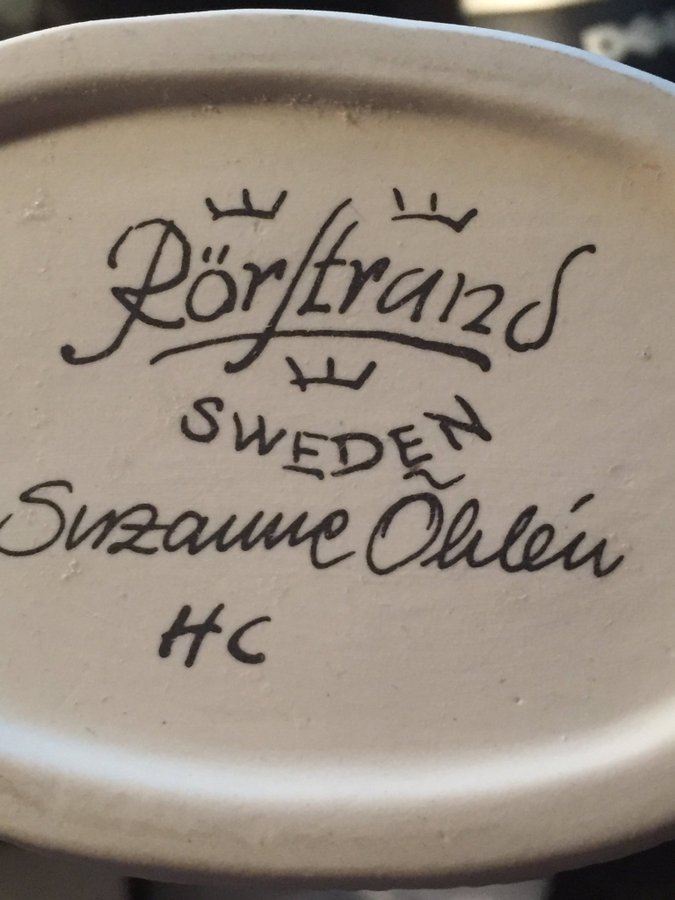 Rörstrand
SWEDEN
Suzanne Öhlén
HC